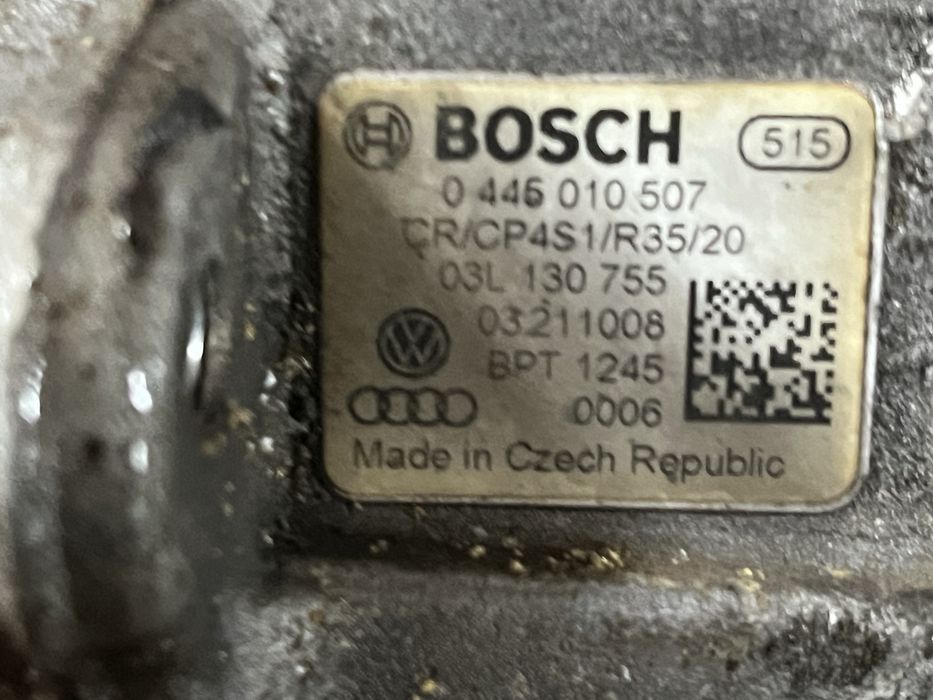 BOSCH 515
0 445 010 507
CR/CP4S1/R35/20
03L 130 755
03211008
BPT 1245
0006
Made in Czech Republic